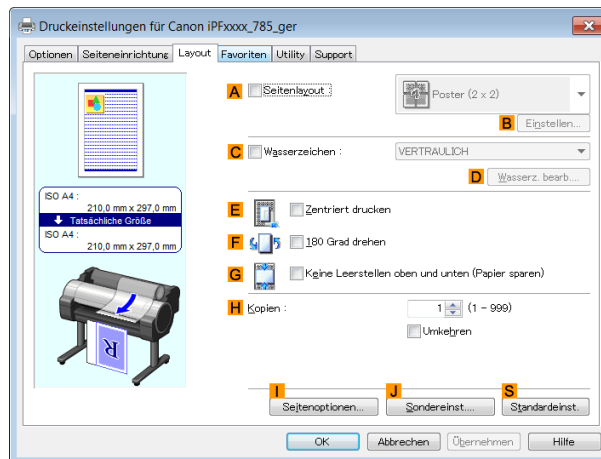 Druckeinstellungen für Canon iPFxxxx_785_ger
Optionen Seiteneinrichtung Layout Favoriten Utility Support
A Seitenlayout : Poster (2 x 2)
B Einstellen...
C Wasserzeichen : VERTRAULICH
D Wasserz. bearb....
ISO A4 :
210,0 mm x 297,0 mm
Tatsächliche Größe
ISO A4 :
210,0 mm x 297,0 mm
E Zentriert drucken
F 180 Grad drehen
G Keine Leerstellen oben und unten (Papier sparen)
H Kopien : 1 (1 - 999)
Umkehren
R
I J S
Seitenoptionen... Sondereinst.... Standardeinst.
OK Abbrechen Übernehmen Hilfe